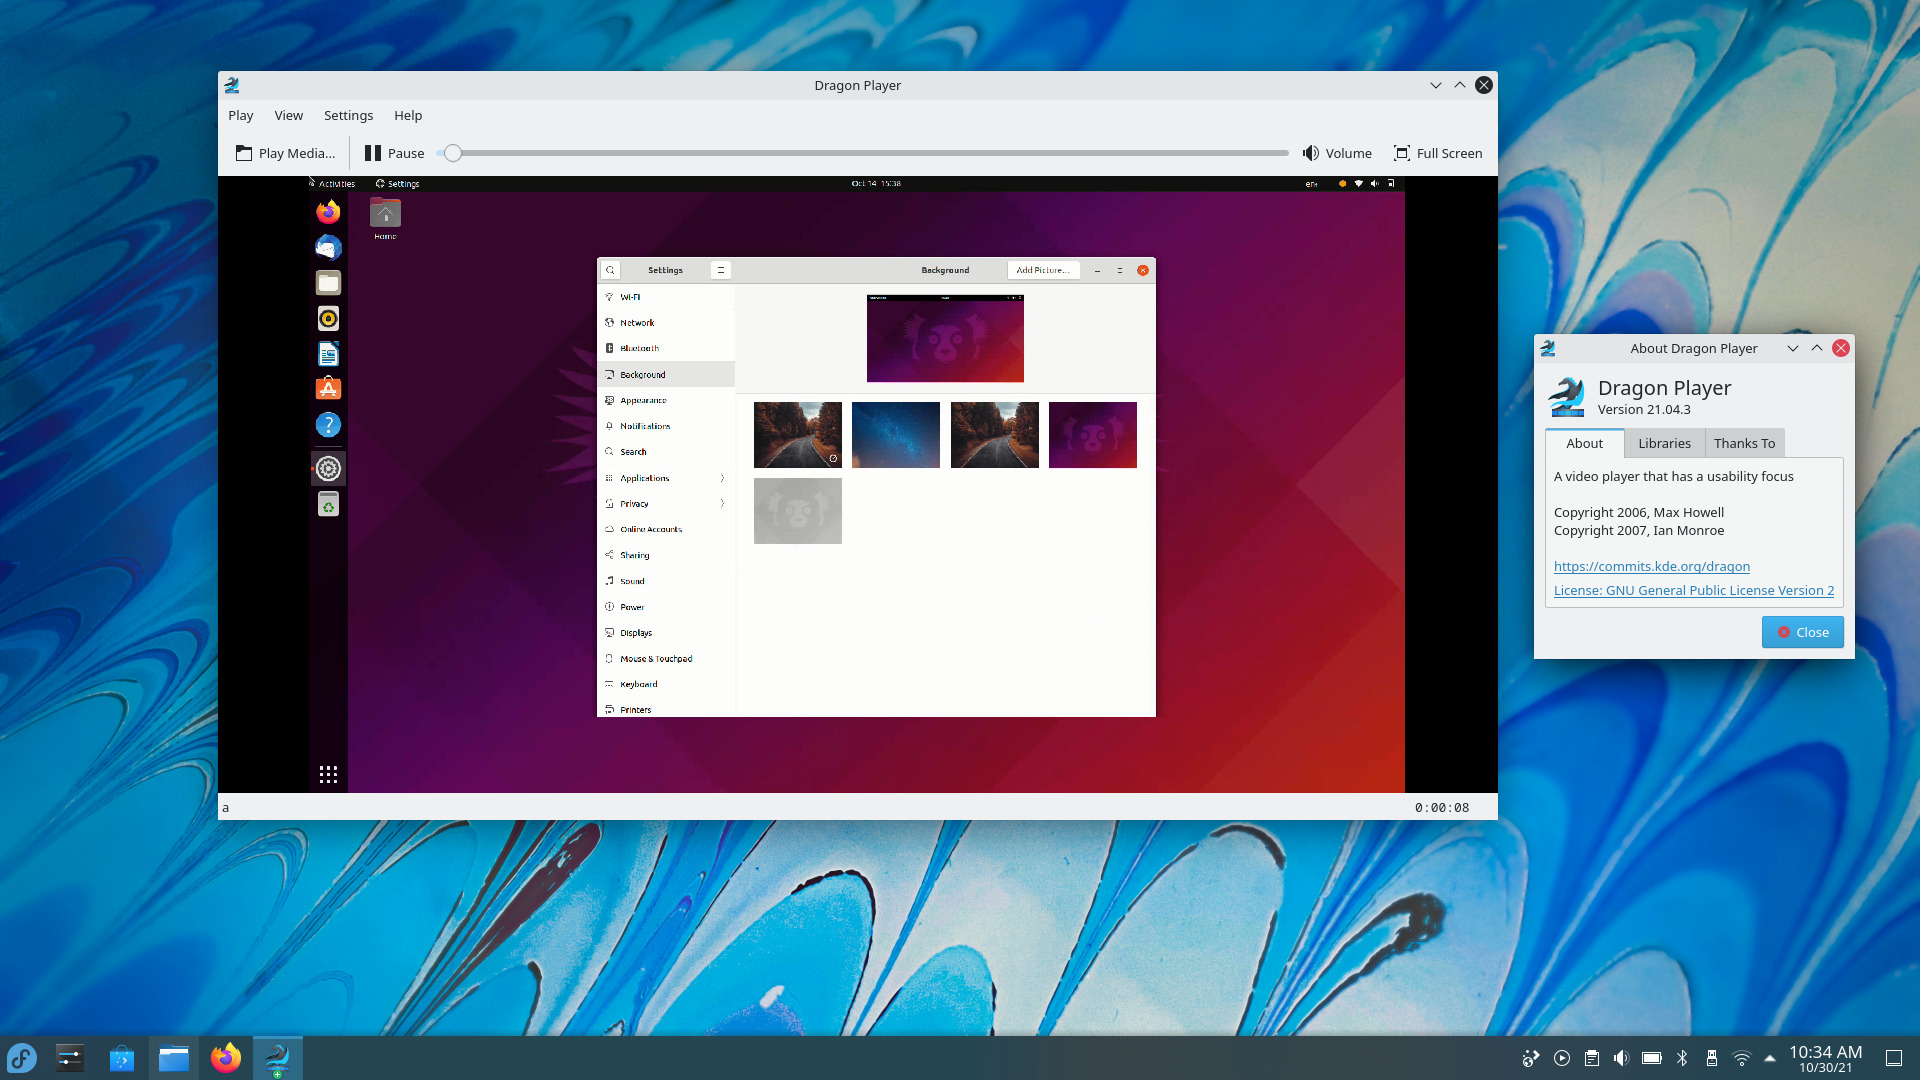 Dragon Player
Play View Settings Help
Play Media... Pause Volume Full Screen
Activities Settings Oct 14 15:38 en₁
Home
Settings Background Add Picture...
Wi-Fi
Network
Bluetooth
Background
Appearance
Notifications
Search
Applications
Privacy
Online Accounts
Sharing
Sound
Power
Displays
Mouse & Touchpad
Keyboard
Printers
a 0:00:08
About Dragon Player
Dragon Player
Version 21.04.3
About Libraries Thanks To
A video player that has a usability focus
Copyright 2006, Max Howell
Copyright 2007, Ian Monroe
https://commits.kde.org/dragon
License: GNU General Public License Version 2
Close
10:34 AM
10/30/21